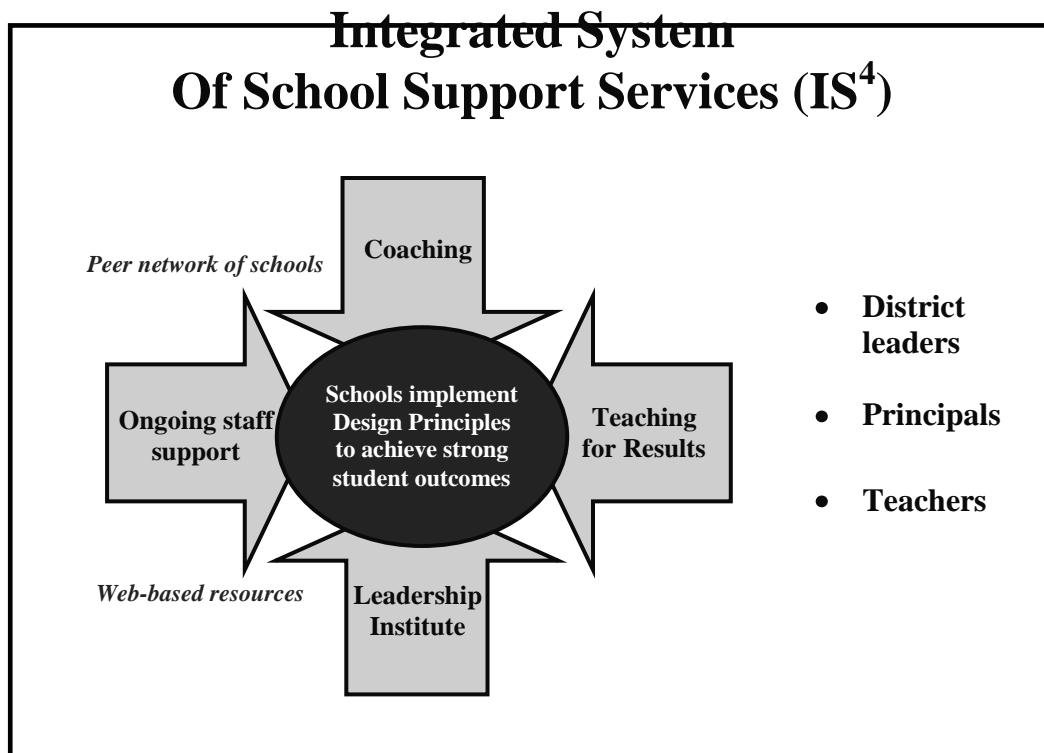 Integrated System
Of School Support Services (IS⁴)
Coaching
Peer network of schools
Schools implement
Design Principles
to achieve strong
student outcomes
Ongoing staff
support
Teaching
for Results
Web-based resources
Leadership
Institute
• District
leaders
• Principals
• Teachers